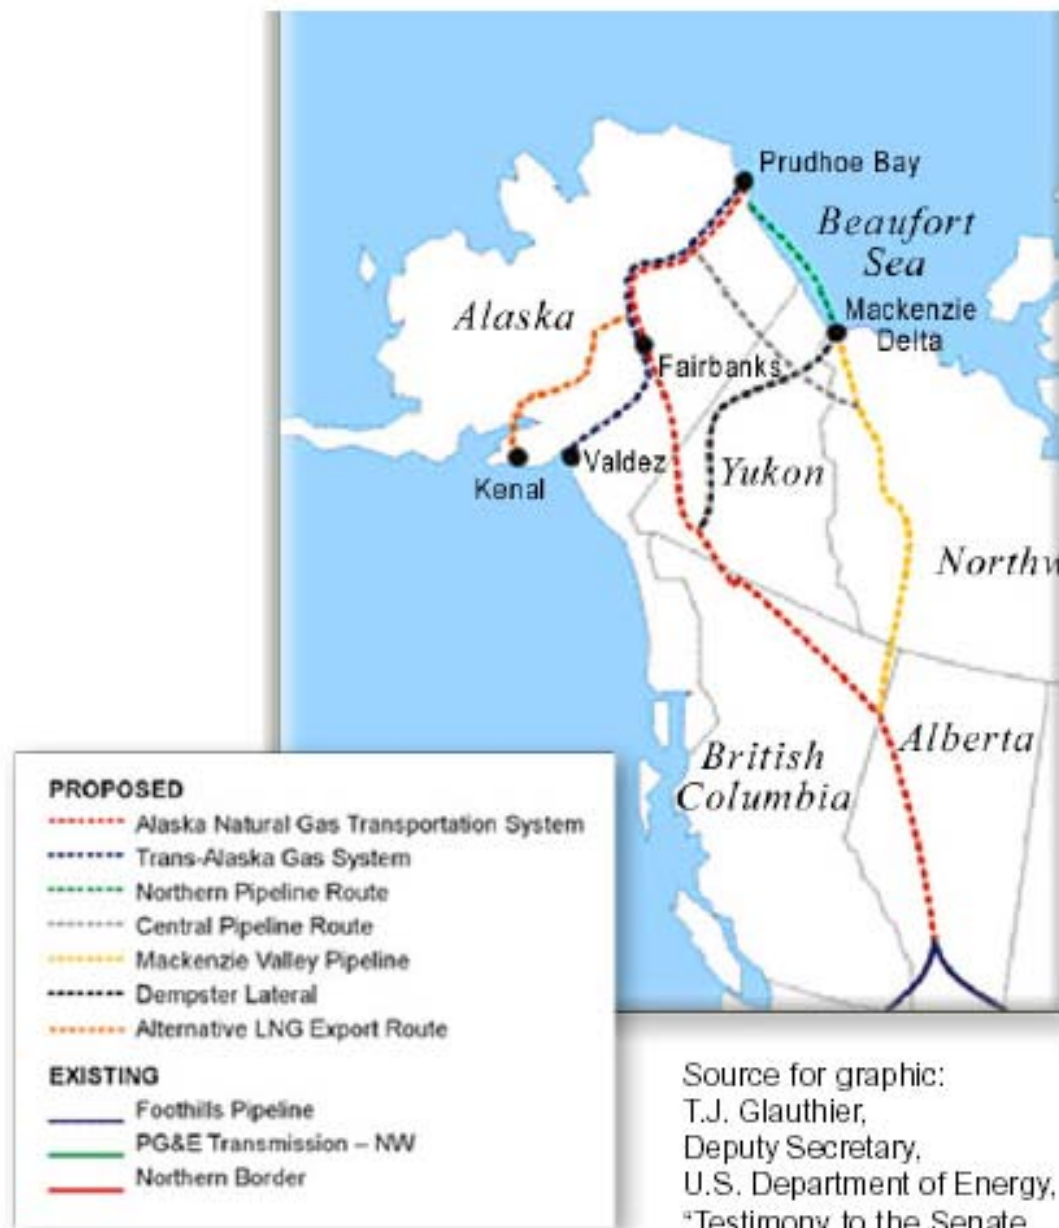 Prudhoe Bay
Beaufort
Sea
Alaska
Mackenzie
Delta
Fairbanks
Valdez
Kenal
Yukon
Northw
British
Columbia
Alberta
PROPOSED
Alaska Natural Gas Transportation System
Trans-Alaska Gas System
Northern Pipeline Route
Central Pipeline Route
Mackenzie Valley Pipeline
Dempster Lateral
Alternative LNG Export Route
EXISTING
Foothills Pipeline
PG&E Transmission – NW
Northern Border
Source for graphic:
T.J. Glauthier,
Deputy Secretary,
U.S. Department of Energy,
"Testimony to the Senate